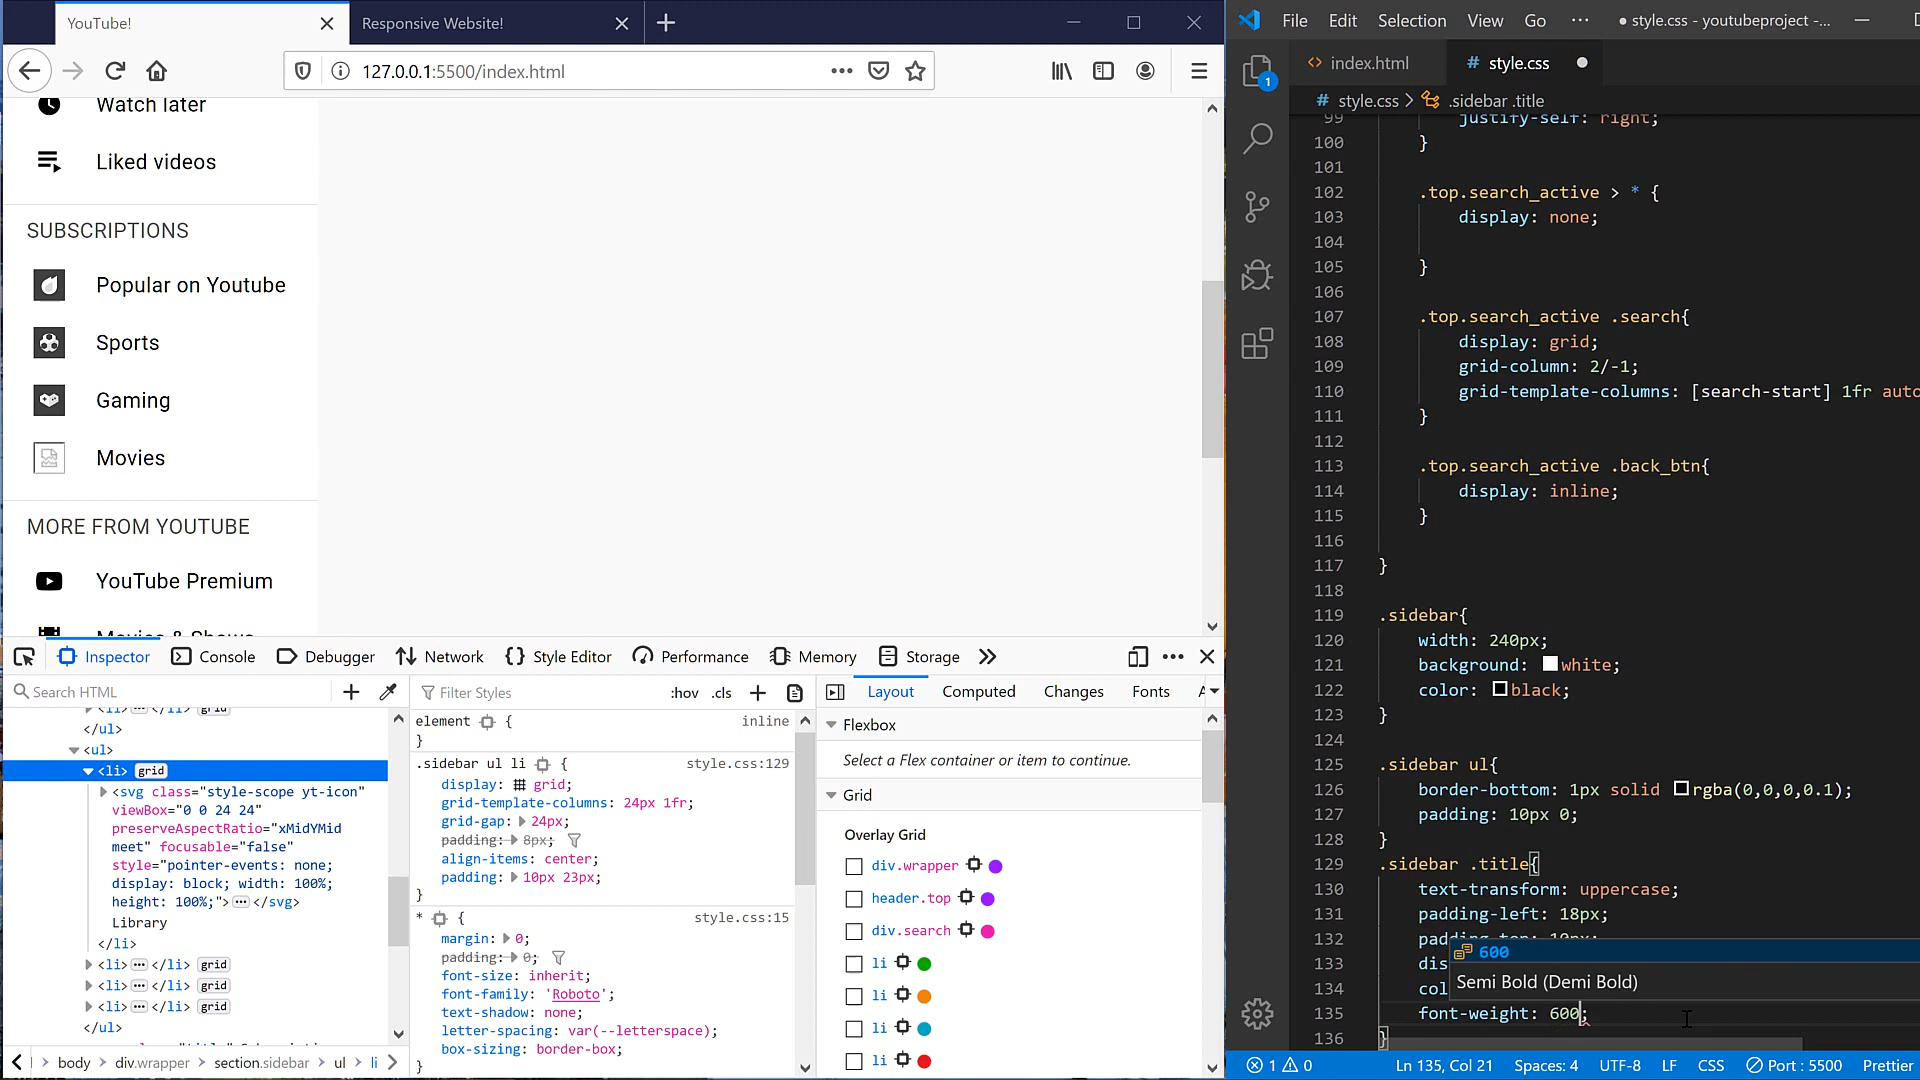 YouTube!
Responsive Website!
127.0.0.1:5500/index.html
Watch later
Liked videos
SUBSCRIPTIONS
Popular on Youtube
Sports
Gaming
Movies
MORE FROM YOUTUBE
YouTube Premium
Movies & Shows
Inspector
Console
Debugger
Network
{} Style Editor
Performance
Memory
Storage
Search HTML
</ul>
<ul>
<li> grid
<svg class="style-scope yt-icon"
viewBox="0 0 24 24"
preserveAspectRatio="xMidYMid
meet" focusable="false"
style="pointer-events: none;
display: block; width: 100%;
height: 100%;"> </svg>
Library
</li>
<li> </li> grid
<li> </li> grid
<li> </li> grid
</ul>
body
div.wrapper
section.sidebar
ul
li
Filter Styles
:hov .cls
element { inline
}
.sidebar ul li { style.css:129
display: grid;
grid-template-columns: 24px 1fr;
grid-gap: 24px;
padding: 8px;
align-items: center;
padding: 10px 23px;
}
* { style.css:15
margin: 0;
padding: 0;
font-size: inherit;
font-family: 'Roboto';
text-shadow: none;
letter-spacing: var(--letterspace);
box-sizing: border-box;
}
Layout
Computed
Changes
Fonts
Flexbox
Select a Flex container or item to continue.
Grid
Overlay Grid
div.wrapper
header.top
div.search
li
li
li
li
File Edit Selection View Go ··· ● style.css - youtubeproject -...
<> index.html
# style.css
# style.css > .sidebar .title
99 justify-self: right;
100 }
101
102 .top.search_active > * {
103 display: none;
104
105 }
106
107 .top.search_active .search{
108 display: grid;
109 grid-column: 2/-1;
110 grid-template-columns: [search-start] 1fr auto
111 }
112
113 .top.search_active .back_btn{
114 display: inline;
115 }
116
117 }
118
119 .sidebar{
120 width: 240px;
121 background: white;
122 color: black;
123 }
124
125 .sidebar ul{
126 border-bottom: 1px solid rgba(0,0,0,0.1);
127 padding: 10px 0;
128 }
129 .sidebar .title{
130 text-transform: uppercase;
131 padding-left: 18px;
132 padding-top: 10px;
133 dis
134 col
135 font-weight: 600;
136 }
600
Semi Bold (Demi Bold)
1
1 0
Ln 135, Col 21
Spaces: 4
UTF-8
LF
CSS
Port : 5500
Prettier